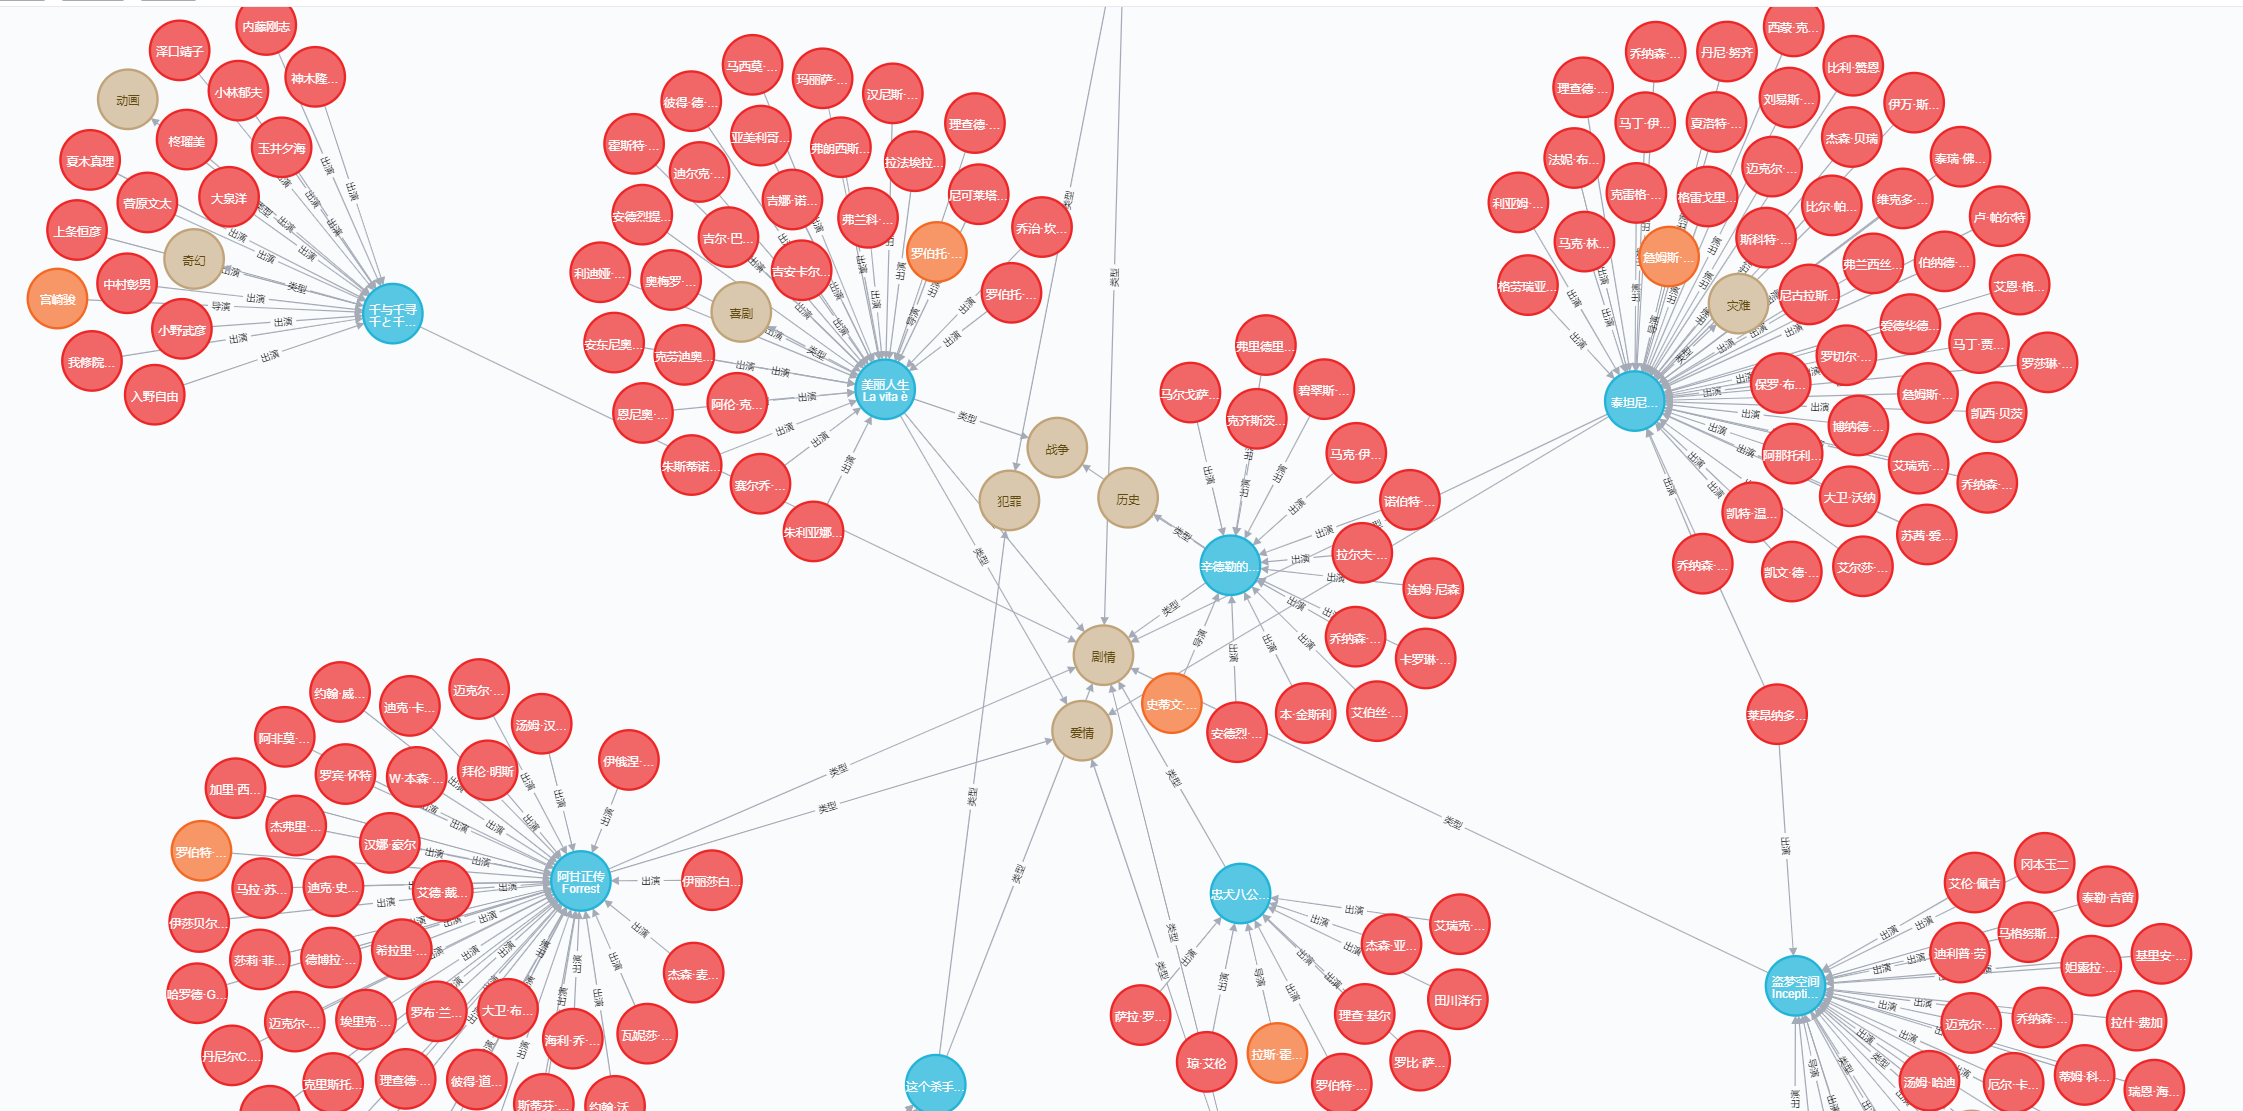 内藤刚志
泽口靖子
神木隆…
小林郁夫
动画
柊瑠美
玉井夕海
夏木真理
菅原文太
大泉洋
上条恒彦
奇幻
中村彰男
宫崎骏
小野武彦
我修院…
入野自由
千与千寻
千と千…
马西莫·…
玛丽萨·…
汉尼斯·…
彼得·德·…
理查德·…
亚美利哥…
弗朗西斯…
霍斯特·…
拉法埃拉…
迪尔克·…
尼可莱塔…
吉娜·诺…
安德烈提…
弗兰科·…
乔治·坎…
吉尔·巴…
罗伯托·…
利迪娅·…
奥梅罗·…
吉安卡尔…
罗伯托·…
喜剧
安东尼奥…
克劳迪奥…
美丽人生
La vita è
恩尼奥·…
阿伦·克…
朱斯蒂诺…
赛尔乔·…
朱利亚娜…
战争
犯罪
历史
剧情
爱情
弗里德里…
马尔戈萨…
碧翠斯·…
克齐斯茨…
马克·伊…
诺伯特·…
拉尔夫·…
辛德勒的…
连姆·尼森
乔纳森·…
卡罗琳·…
史蒂文·…
安德烈·…
本·金斯利
艾伯丝·…
西蒙·克…
乔纳森·…
丹尼·努齐
比利·赞恩
理查德·…
刘易斯·…
伊万·斯…
马丁·伊…
夏洛特·…
杰森·贝瑞
法妮·布…
迈克尔·…
泰瑞·佛…
克雷格·…
格雷戈里…
利亚姆·…
比尔·帕…
维克多·…
卢·帕尔特
马克·林…
斯科特·…
詹姆斯·…
弗兰西丝…
伯纳德·…
格劳瑞亚…
灾难
尼古拉斯…
艾恩·格…
爱德华德…
罗切尔·…
马丁·贾…
罗莎琳·…
保罗·布…
詹姆斯·…
泰坦尼…
博纳德·…
凯西·贝茨
阿那托利…
艾瑞克·…
乔纳森·…
大卫·沃纳
凯特·温…
苏茜·爱…
乔纳森·…
凯文·德·…
艾尔莎·…
莱昂纳多…
约翰·威…
迪克·卡…
迈克尔·…
汤姆·汉…
阿非莫·…
罗宾·怀特
W·本森·…
拜伦·明斯
伊俄涅·…
加里·西…
杰弗里·…
汉娜·豪尔
罗伯特·…
马拉·苏…
迪克·史…
艾德·戴…
阿甘正传
Forrest
伊丽莎白…
伊莎贝尔…
莎莉·菲…
德博拉·…
希拉里·…
杰森·麦…
哈罗德·G…
迈克尔·…
埃里克·…
罗布·兰…
大卫·布…
海利·乔·…
瓦妮莎·…
丹尼尔C.…
克里斯托…
理查德·…
彼得·道…
斯蒂芬·…
约翰·沃…
忠犬八公…
艾瑞克·…
杰森·亚…
田川洋行
萨拉·罗…
理查·基尔
琼·艾伦
拉斯·霍…
罗伯特·…
罗比·萨…
这个杀手…
冈本玉二
艾伦·佩吉
泰勒·吉苗
马格努斯…
迪利普·劳
妲露拉·…
基里安·…
盗梦空间
Incepti…
迈克尔·…
乔纳森·…
拉什·费加
汤姆·哈迪
厄尔·卡…
蒂姆·科…
瑞恩·海…
出演
导演
类型